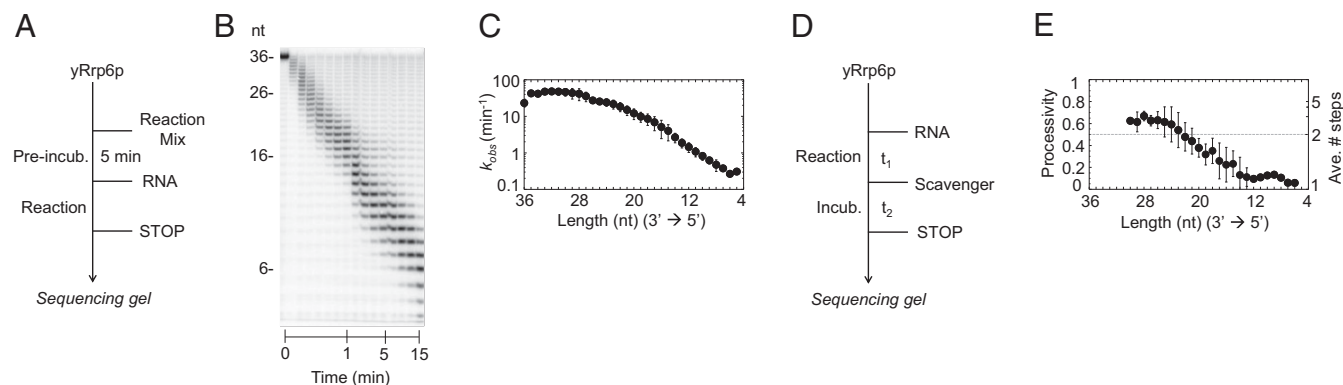 A
yRrp6p
Reaction
Mix
Pre-incub.
5 min
RNA
Reaction
STOP
Sequencing gel
B
nt
36-
26-
16-
6-
0
1
5
15
Time (min)
C
100
10
1
0.1
k_obs (min⁻¹)
36
28
20
12
4
Length (nt) (3' → 5')
D
yRrp6p
RNA
Reaction
t₁
Scavenger
Incub.
t₂
STOP
Sequencing gel
E
1
0.8
0.6
0.4
0.2
0
Processivity
5
2
1
Ave. # steps
36
28
20
12
4
Length (nt) (3' → 5')